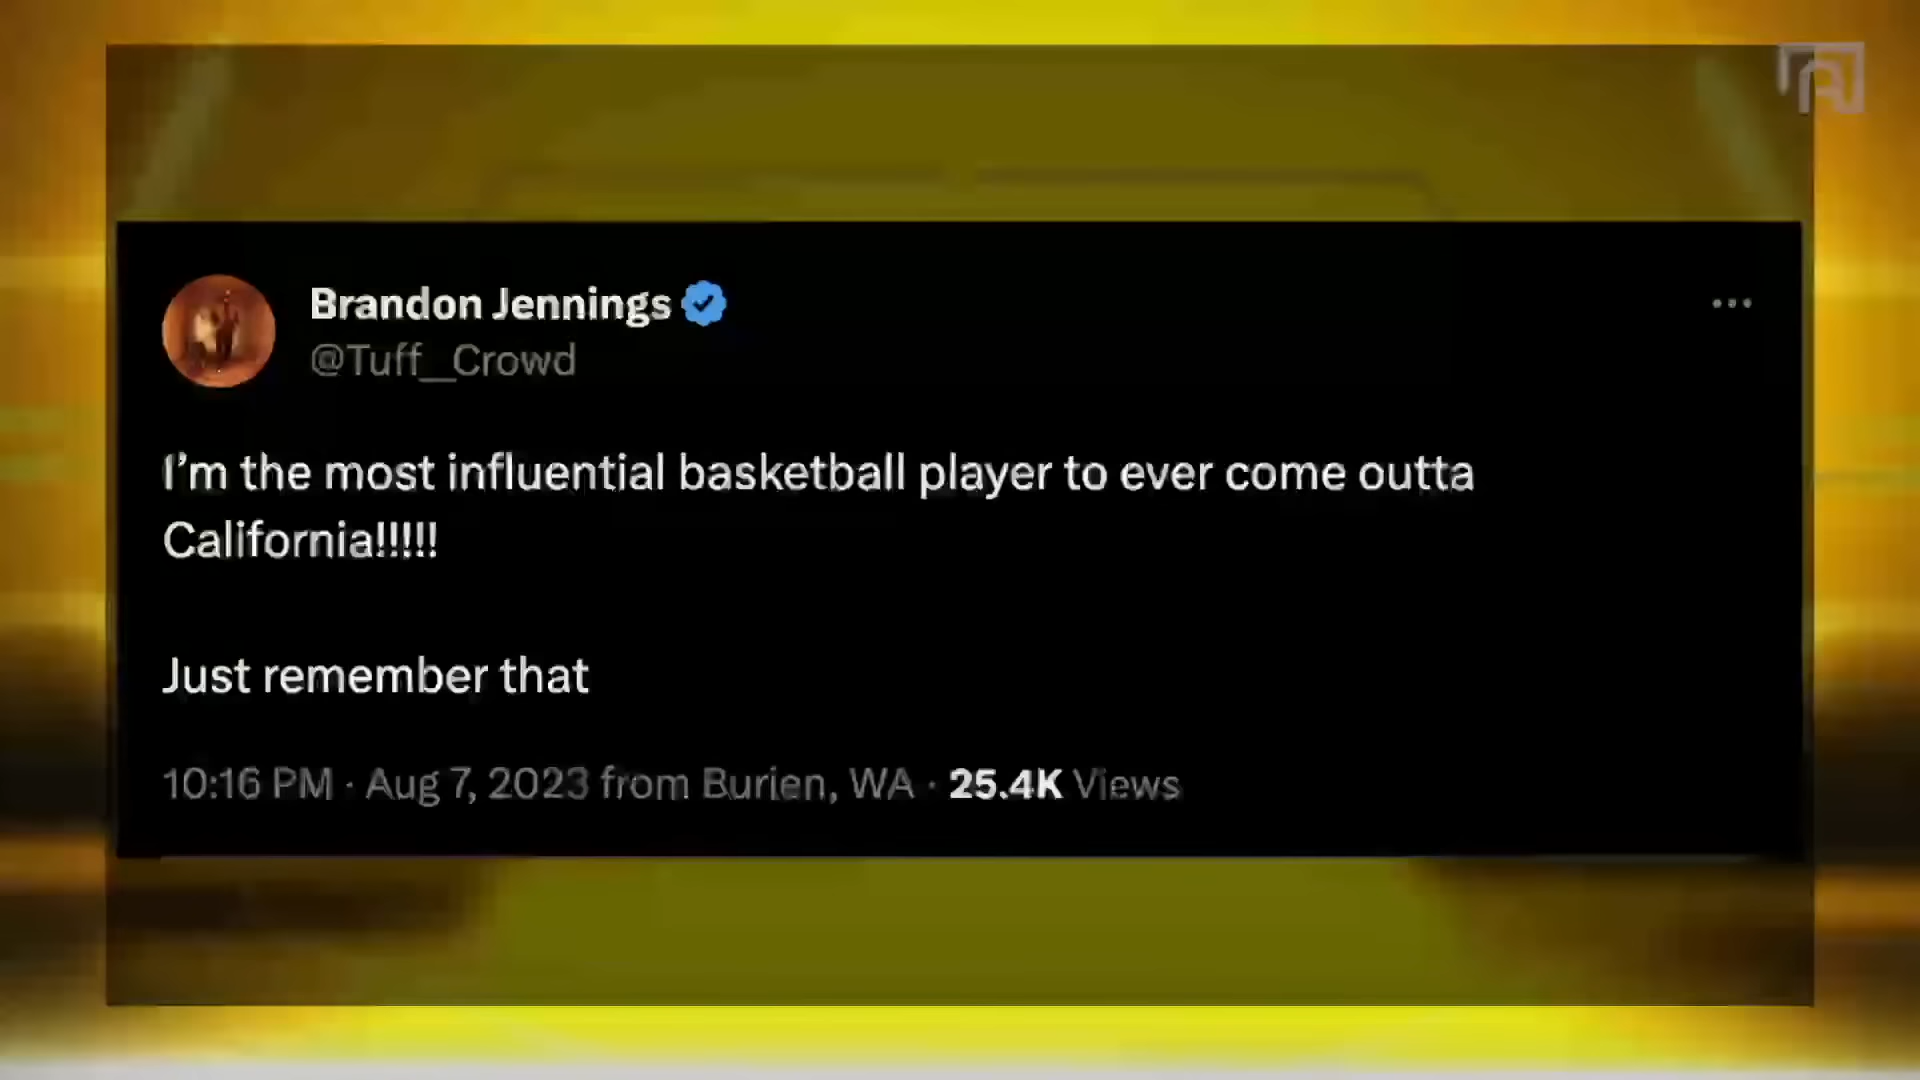 Brandon Jennings
@Tuff__Crowd
I'm the most influential basketball player to ever come outta
California!!!!!
Just remember that
10:16 PM · Aug 7, 2023 from Burien, WA · 25.4K Views